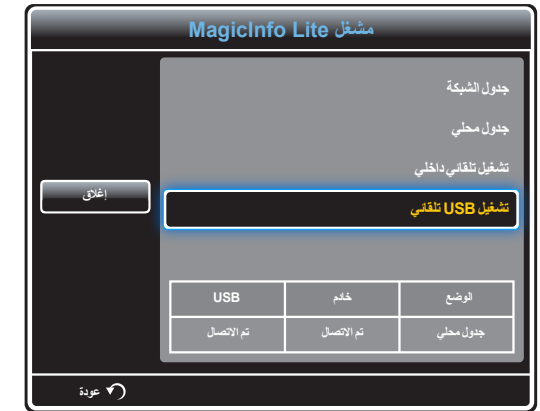 مشغل MagicInfo Lite
جدول الشبكة
جدول محلي
تشغيل تلقائي داخلي
تشغيل USB تلقائي
إغلاق
الوضع خادم USB
جدول محلي تم الاتصال تم الاتصال
عودة